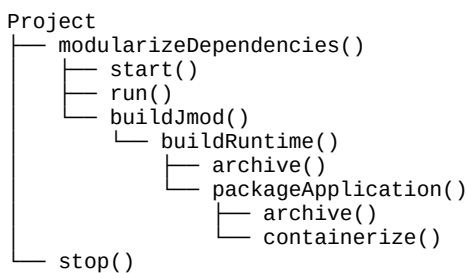 Project
├── modularizeDependencies()
│   ├── start()
│   ├── run()
│   └── buildJmod()
│       └── buildRuntime()
│           ├── archive()
│           └── packageApplication()
│               ├── archive()
│               └── containerize()
└── stop()